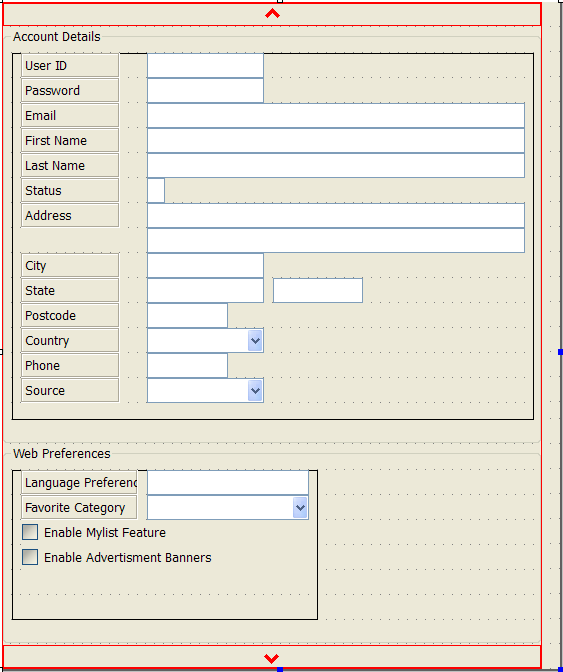 Account Details
User ID
Password
Email
First Name
Last Name
Status
Address
City
State
Postcode
Country
Phone
Source
Web Preferences
Language Preferenc
Favorite Category
Enable Mylist Feature
Enable Advertisment Banners